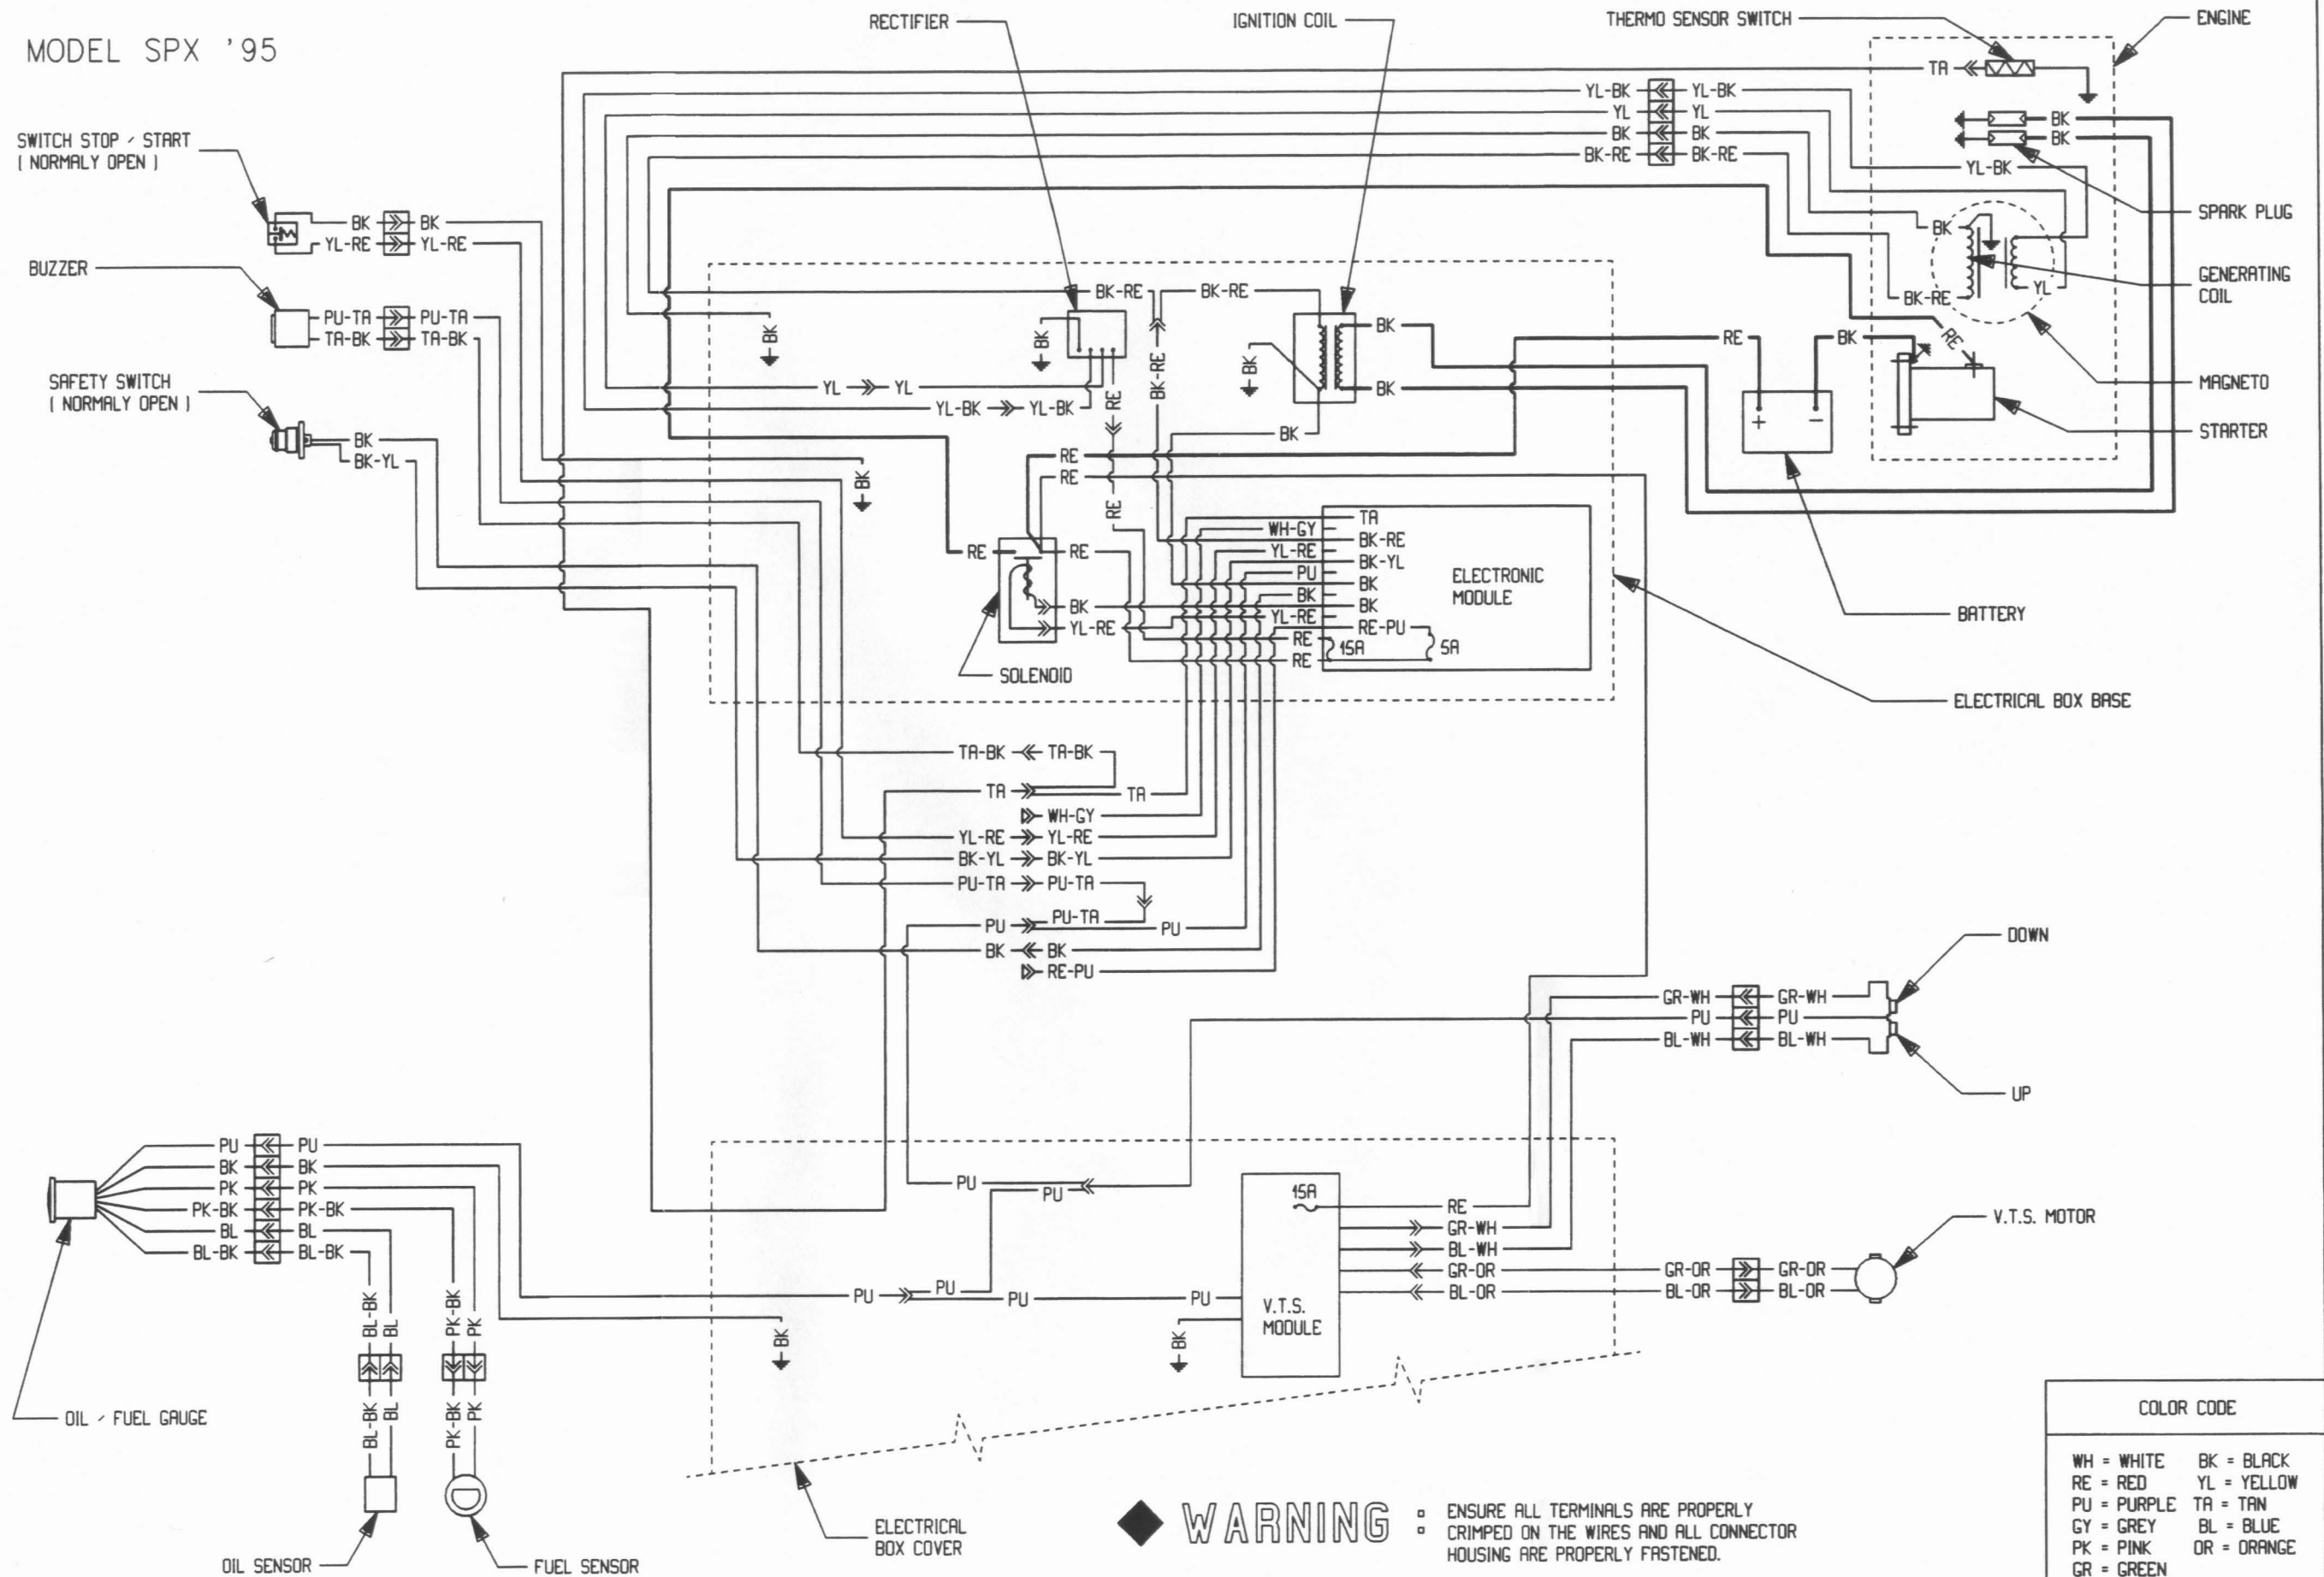 MODEL SPX '95
RECTIFIER
IGNITION COIL
THERMO SENSOR SWITCH
ENGINE
SWITCH STOP / START
( NORMALY OPEN )
BUZZER
SAFETY SWITCH
( NORMALY OPEN )
BK BK
YL-RE YL-RE
PU-TA PU-TA
TA-BK TA-BK
BK
BK-YL
TA
YL-BK YL-BK
YL YL
BK BK
BK-RE BK-RE
BK
BK
YL-BK
SPARK PLUG
BK
GENERATING
COIL
BK-RE
YL
RE
MAGNETO
STARTER
RE
BK
+ -
BATTERY
BK-RE
BK-RE
BK
BK
BK-RE
BK
BK
BK
YL YL
YL-BK YL-BK
RE
BK
BK
RE
RE
RE
BK
RE
RE
BK
YL-RE
SOLENOID
TA
WH-GY
BK-RE
YL-RE
BK-YL
PU
BK
BK
BK
YL-RE
RE-PU
RE
15A
5A
RE
ELECTRONIC
MODULE
ELECTRICAL BOX BASE
TA-BK TA-BK
TA TA
WH-GY
YL-RE YL-RE
BK-YL BK-YL
PU-TA PU-TA
PU PU-TA
PU
BK BK
RE-PU
DOWN
GR-WH GR-WH
PU PU
BL-WH BL-WH
UP
PU PU
BK BK
PK PK
PK-BK PK-BK
BL BL
BL-BK BL-BK
BL-BK
BL
PK-BK
PK
BL-BK
BL
PK-BK
PK
OIL / FUEL GAUGE
OIL SENSOR
FUEL SENSOR
PU
PU
15A
RE
GR-WH
BL-WH
GR-OR
BL-OR
GR-OR GR-OR
BL-OR BL-OR
V.T.S. MOTOR
PU PU
PU
PU
BK
BK
V.T.S.
MODULE
ELECTRICAL
BOX COVER
WARNING : ENSURE ALL TERMINALS ARE PROPERLY
CRIMPED ON THE WIRES AND ALL CONNECTOR
HOUSING ARE PROPERLY FASTENED.
COLOR CODE
WH = WHITE BK = BLACK
RE = RED YL = YELLOW
PU = PURPLE TA = TAN
GY = GREY BL = BLUE
PK = PINK OR = ORANGE
GR = GREEN